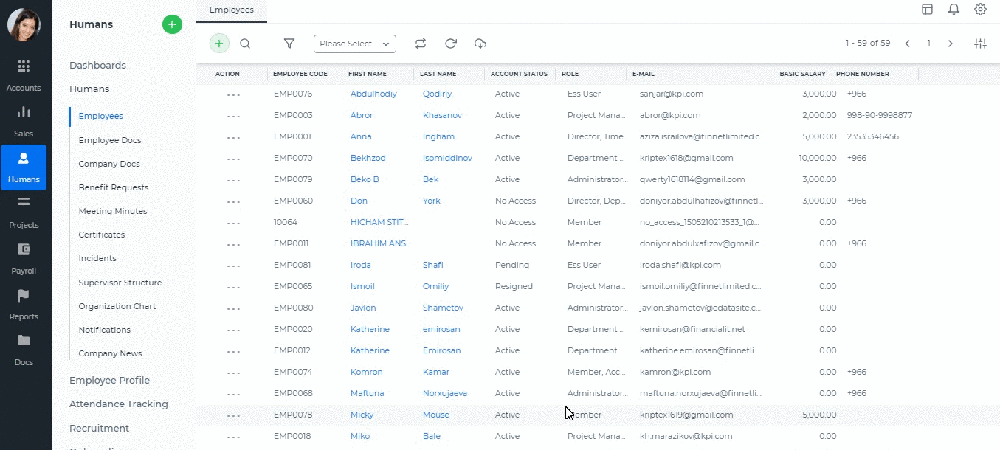 Accounts
Sales
Humans
Projects
Payroll
Reports
Docs
Humans
Dashboards
Humans
Employees
Employee Docs
Company Docs
Benefit Requests
Meeting Minutes
Certificates
Incidents
Supervisor Structure
Organization Chart
Notifications
Company News
Employee Profile
Attendance Tracking
Recruitment
Employees
Please Select
1 - 59 of 59 1
ACTION EMPLOYEE CODE FIRST NAME LAST NAME ACCOUNT STATUS ROLE E-MAIL BASIC SALARY PHONE NUMBER
--- EMP0076 Abdulhodiy Qodiriy Active Ess User sanjar@kpi.com 3,000.00 +966
--- EMP0003 Abror Khasanov Active Project Mana... abror@kpi.com 2,000.00 998-90-9998877
--- EMP0001 Anna Ingham Active Director, Time... aziza.israilova@finnetlimited.c... 5,000.00 23535346456
--- EMP0070 Bekhzod Isomiddinov Active Department ... kriptex1618@gmail.com 10,000.00 +966
--- EMP0079 Beko B Bek Active Administrator... qwerty1618114@gmail.com 3,000.00
--- EMP0060 Don York No Access Director, Dep... doniyor.abdulhafizov@finnetl... 3,000.00 +966
--- 10064 HICHAM STIT... No Access Member no_access_1505210213533_1@... 0.00
--- EMP0011 IBRAHIM ANS... No Access Member doniyor.abdulxafizov@gmail.c... 0.00 +966
--- EMP0081 Iroda Shafi Pending Ess User iroda.shafi@kpi.com 0.00
--- EMP0065 Ismoil Omiliy Resigned Project Mana... ismoil.omiliy@finnetlimited.c... 0.00
--- EMP0080 Javlon Shametov Active Administrator... javlon.shametov@edatasite.c... 0.00
--- EMP0020 Katherine emirosan Active Department ... kemirosan@financialit.net 0.00
--- EMP0012 Katherine Emirosan Active Department ... katherine.emirosan@finnetli... 0.00
--- EMP0074 Komron Kamar Active Member, Acc... kamron@kpi.com 0.00 +966
--- EMP0068 Maftuna Norxujaeva Active Administrator... maftuna.norxujaeva@finnetli... 0.00 +966
--- EMP0078 Micky Mouse Active ember kriptex1619@gmail.com 5,000.00
--- EMP0018 Miko Bale Active Project Mana... kh.marazikov@kpi.com 0.00